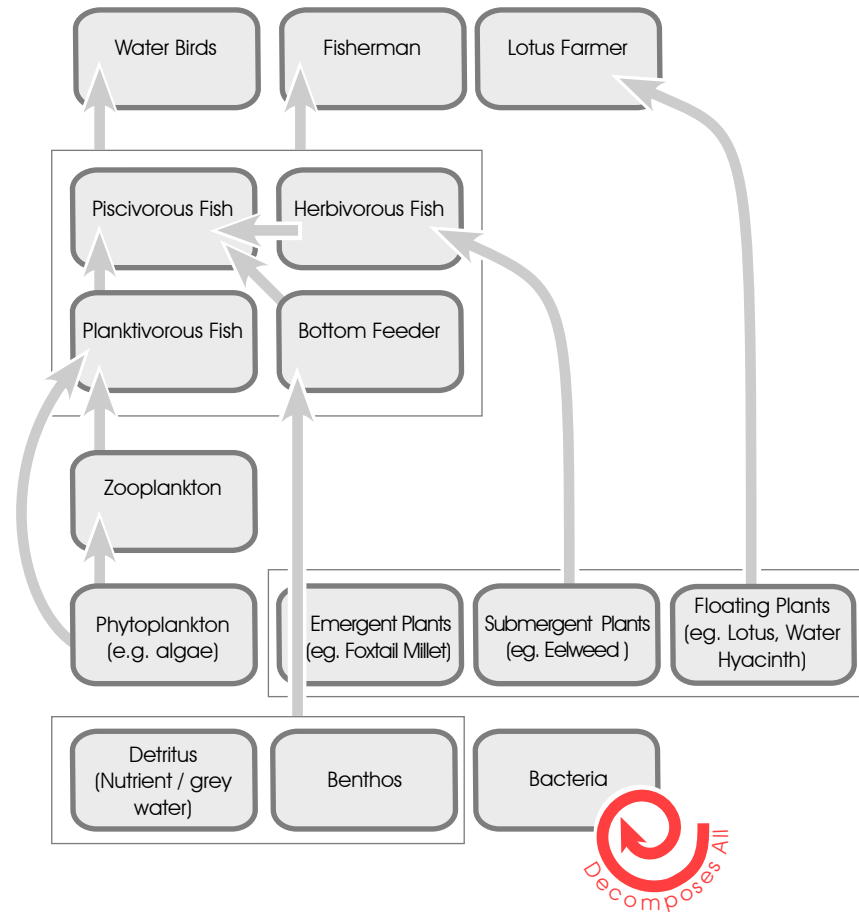 Water Birds
Fisherman
Lotus Farmer
Piscivorous Fish
Herbivorous Fish
Planktivorous Fish
Bottom Feeder
Zooplankton
Phytoplankton
(e.g. algae)
Emergent Plants
(eg. Foxtail Millet)
Submergent Plants
(eg. Eelweed )
Floating Plants
(eg. Lotus, Water
Hyacinth)
Detritus
(Nutrient / grey
water)
Benthos
Bacteria
Decomposes All